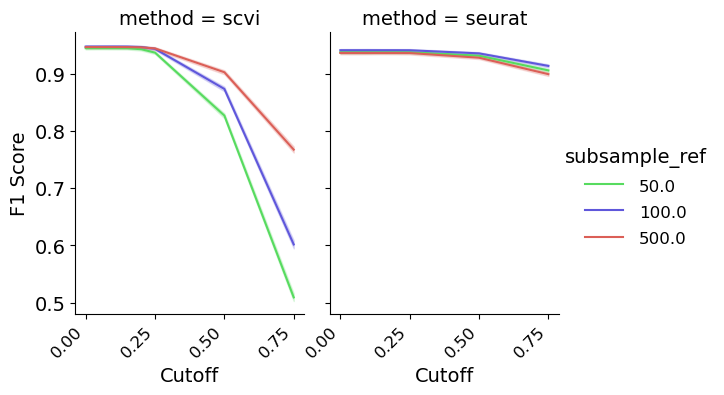 method = scvi
method = seurat
F1 Score
0.9
0.8
0.7
0.6
0.5
0.00
0.25
0.50
0.75
Cutoff
0.00
0.25
0.50
0.75
Cutoff
subsample_ref
50.0
100.0
500.0